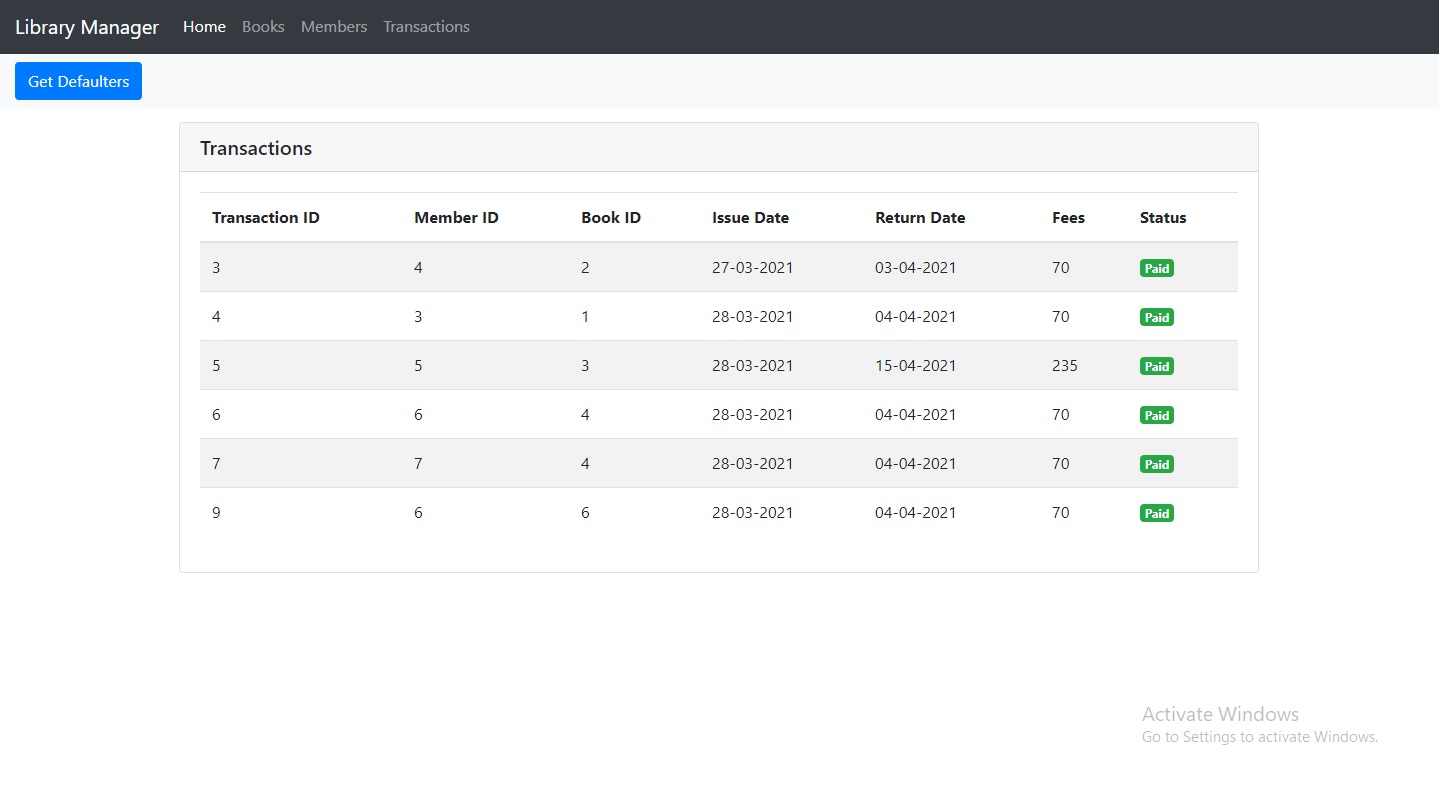 Library Manager Home Books Members Transactions
Get Defaulters
Transactions
Transaction ID Member ID Book ID Issue Date Return Date Fees Status
3 4 2 27-03-2021 03-04-2021 70 Paid
4 3 1 28-03-2021 04-04-2021 70 Paid
5 5 3 28-03-2021 15-04-2021 235 Paid
6 6 4 28-03-2021 04-04-2021 70 Paid
7 7 4 28-03-2021 04-04-2021 70 Paid
9 6 6 28-03-2021 04-04-2021 70 Paid
Activate Windows
Go to Settings to activate Windows.